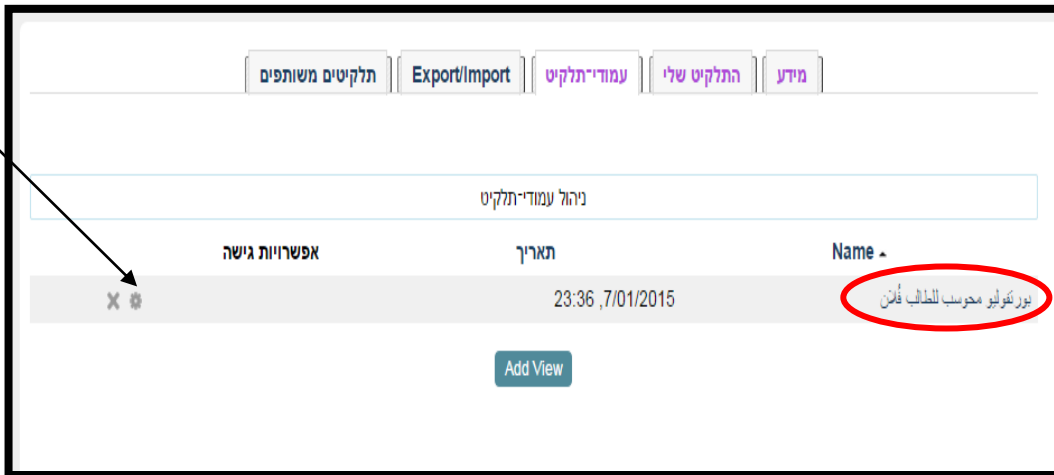 מידע התלקיט שלי עמודי־תלקיט Export/Import תלקיטים משותפים
ניהול עמודי־תלקיט
Name תאריך אפשרויות גישה
بورتفوليو محوسب للطالب فُلان 7/01/2015, 23:36
Add View